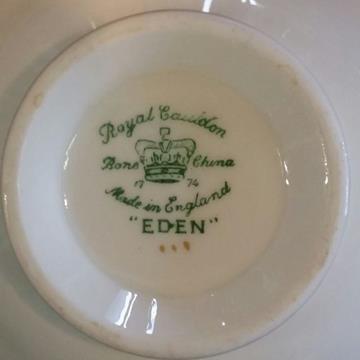 Royal Cauldon
Bone China
17 74
Made in England
"EDEN"